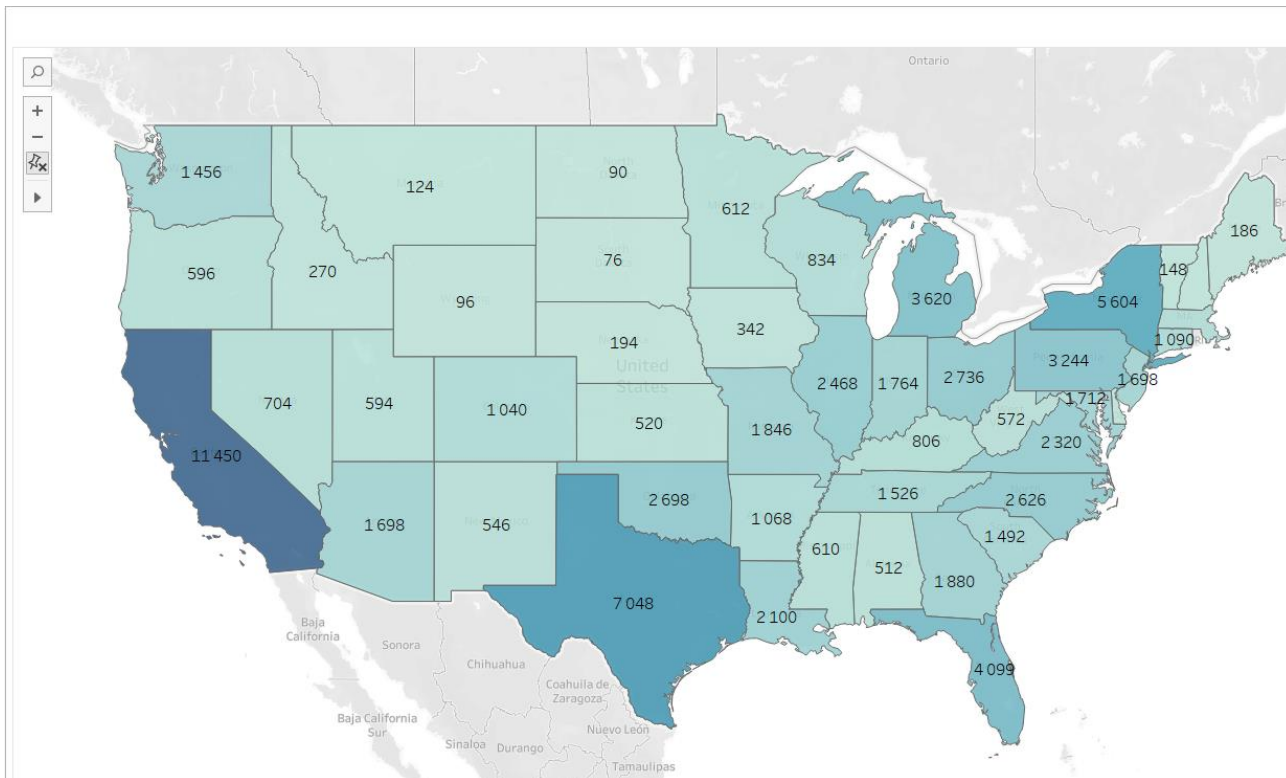 Ontario
1 456
124
90
612
834
186
596
270
96
76
3 620
148
5 604
342
194
1 090
United
States
3 244
1 698
11 450
704
594
1 040
520
1 846
2 468
1 764
2 736
1 712
572
806
2 320
1 698
546
2 698
1 068
1 526
2 626
1 492
610
512
1 880
7 048
2 100
4 099
Baja
California
Sonora
Chihuahua
Coahuila de
Zaragoza
Baja California
Sur
Nuevo León
Sinaloa
Durango
Tamaulipas